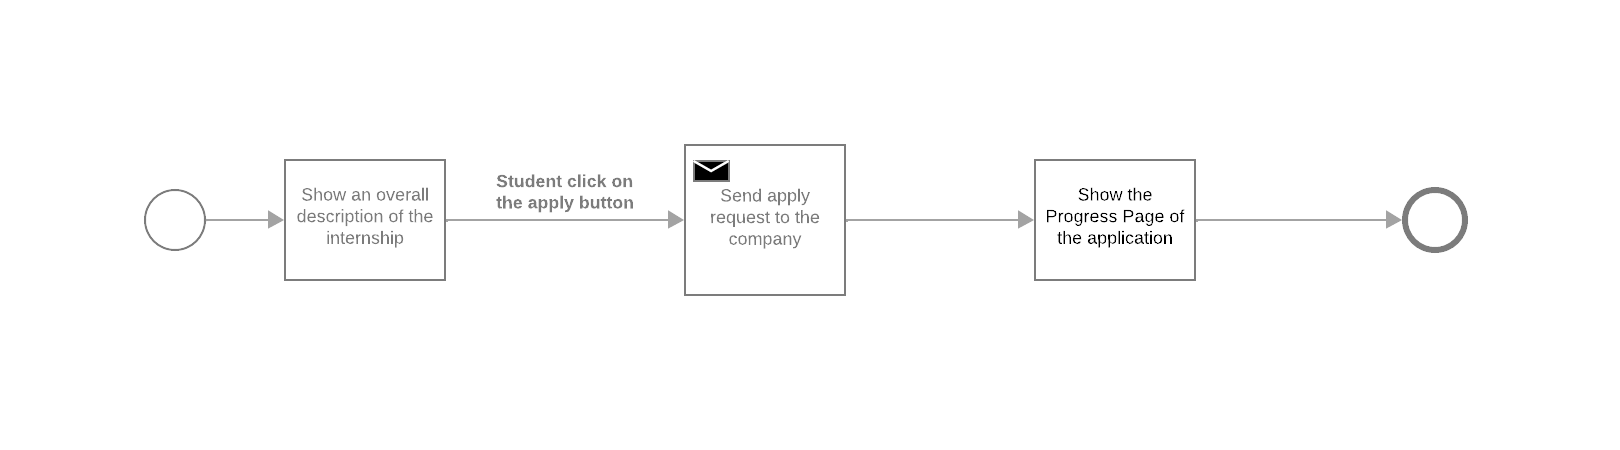 Show an overall
description of the
internship
Student click on
the apply button
Send apply
request to the
company
Show the
Progress Page of
the application